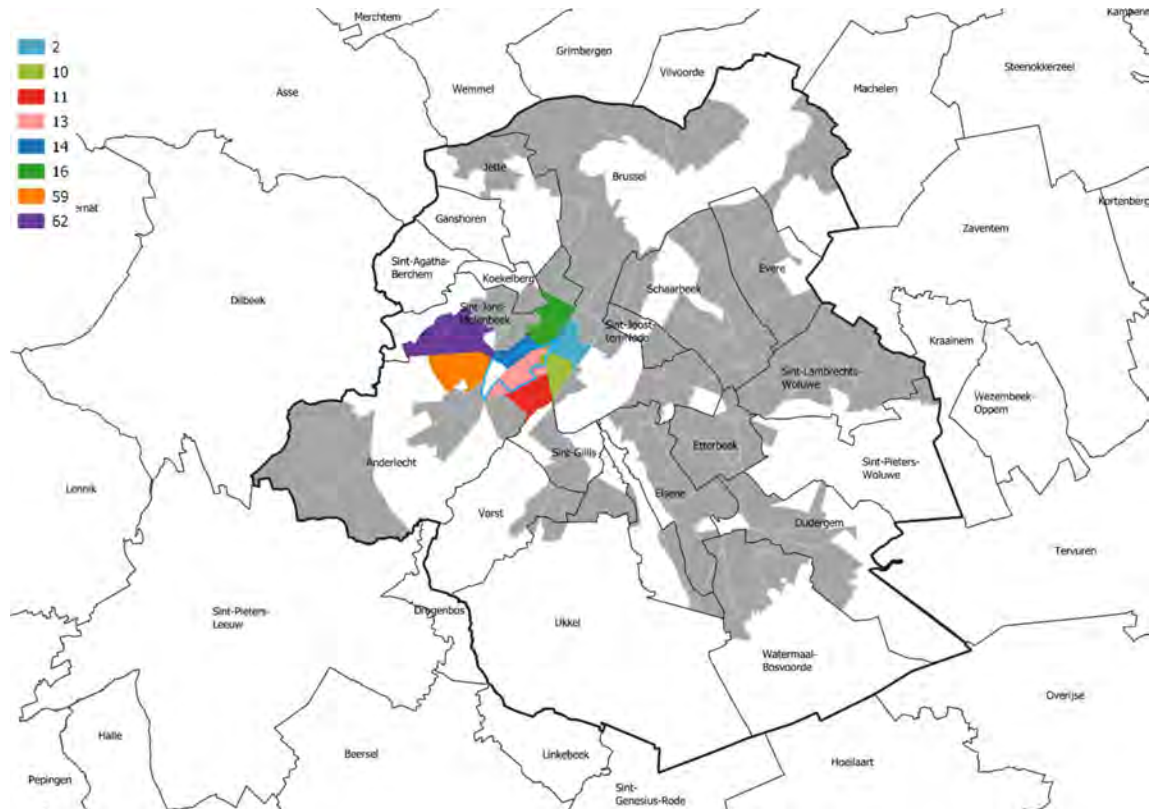 Merchtem
Kampenh
Grimbergen
Steenokkerzeel
Vilvoorde
Asse
Wemmel
Machelen
2
10
11
13
14
16
59
62
ernat
Jette
Brussel
Ganshoren
Kortenberg
Zaventem
Sint-Agatha-
Berchem
Koekelberg
Evere
Dilbeek
Schaarbeek
Sint-Jans-
Molenbeek
Sint-Joost-
ten-Node
Kraainem
Sint-Lambrechts-
Woluwe
Wezembeek-
Oppem
Etterbeek
Sint-Gillis
Anderlecht
Sint-Pieters-
Woluwe
Lennik
Elsene
Vorst
Oudergem
Tervuren
Sint-Pieters-
Leeuw
Drogenbos
Ukkel
Watermaal-
Bosvoorde
Overijse
Halle
Beersel
Linkebeek
Hoeilaart
Pepingen
Sint-
Genesius-Rode